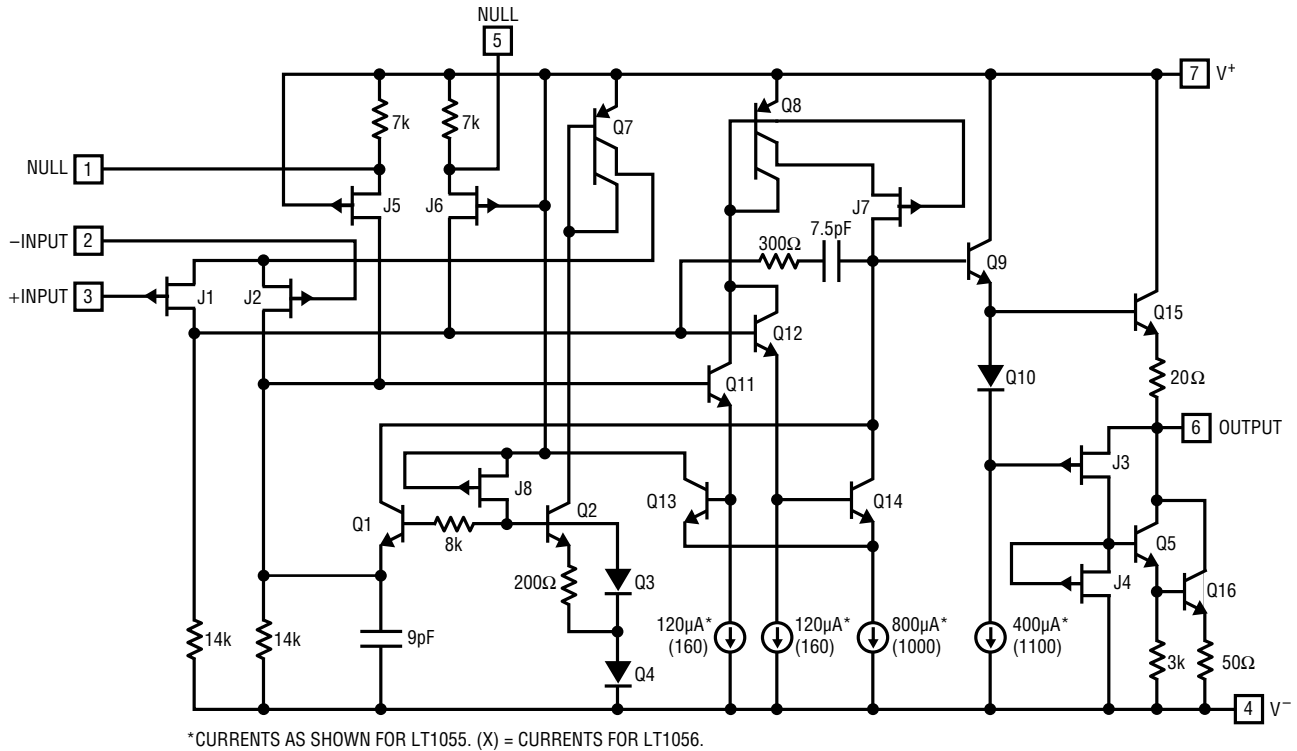 NULL
5
7 V+
7k
7k
Q7
Q8
NULL 1
J5
J6
J7
7.5pF
–INPUT 2
300Ω
Q9
+INPUT 3
J1
J2
Q15
Q12
Q11
Q10
20Ω
6 OUTPUT
J3
J8
Q13
Q14
Q1
8k
Q2
Q5
J4
Q16
200Ω
Q3
14k
14k
9pF
Q4
120µA*
(160)
120µA*
(160)
800µA*
(1000)
400µA*
(1100)
3k
50Ω
4 V–
*CURRENTS AS SHOWN FOR LT1055. (X) = CURRENTS FOR LT1056.